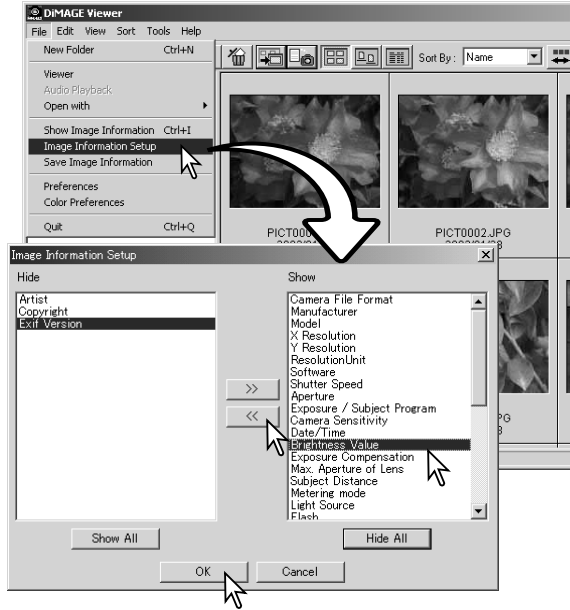 DiMAGE Viewer
File Edit View Sort Tools Help
New Folder Ctrl+N
Viewer
Audio Playback
Open with
Show Image Information Ctrl+I
Image Information Setup
Save Image Information
Preferences
Color Preferences
Quit Ctrl+Q
Sort By : Name
PICT0002.JPG
Image Information Setup
Hide
Artist
Copyright
Exif Version
>>
<<
Show
Camera File Format
Manufacturer
Model
X Resolution
Y Resolution
ResolutionUnit
Software
Shutter Speed
Aperture
Exposure / Subject Program
Camera Sensitivity
Date/Time
Brightness Value
Exposure Compensation
Max. Aperture of Lens
Subject Distance
Metering mode
Light Source
Flash
Show All
Hide All
OK
Cancel